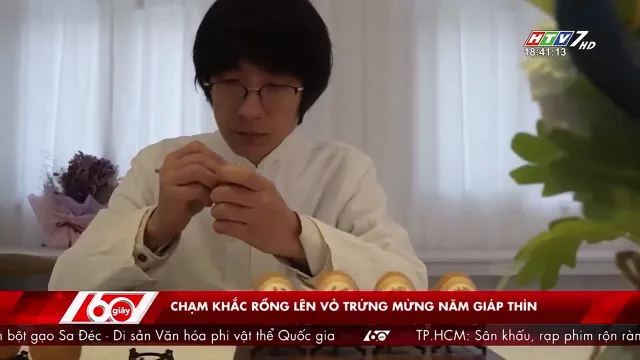 HTV7 HD
18:41:13
60 giây
CHẠM KHẮC RỒNG LÊN VỎ TRỨNG MỪNG NĂM GIÁP THÌN
bột gạo Sa Đéc - Di sản Văn hóa phi vật thể Quốc gia 60 TP.HCM: Sân khấu, rạp phim rộn ràn